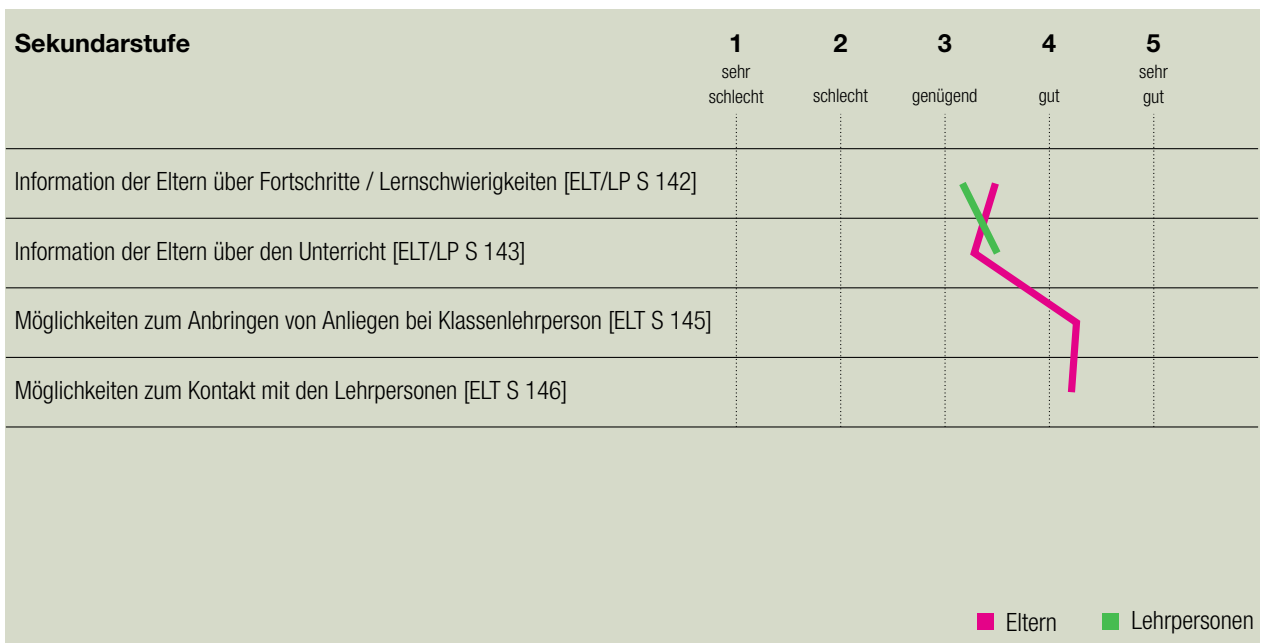 Sekundarstufe
1 2 3 4 5
sehr sehr
schlecht schlecht genügend gut gut
Information der Eltern über Fortschritte / Lernschwierigkeiten [ELT/LP S 142]
Information der Eltern über den Unterricht [ELT/LP S 143]
Möglichkeiten zum Anbringen von Anliegen bei Klassenlehrperson [ELT S 145]
Möglichkeiten zum Kontakt mit den Lehrpersonen [ELT S 146]
Eltern Lehrpersonen